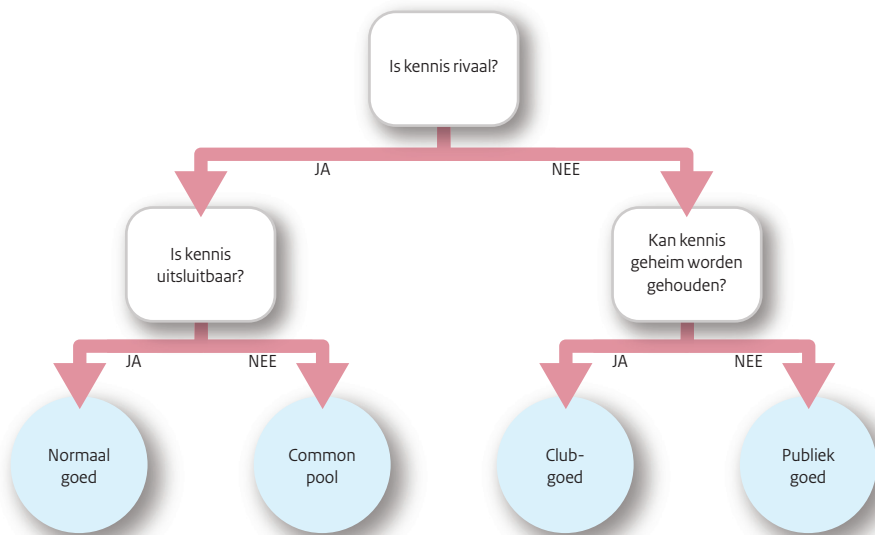 Is kennis rivaal?
JA
NEE
Is kennis
uitsluitbaar?
Kan kennis
geheim worden
gehouden?
JA
NEE
JA
NEE
Normaal
goed
Common
pool
Club-
goed
Publiek
goed